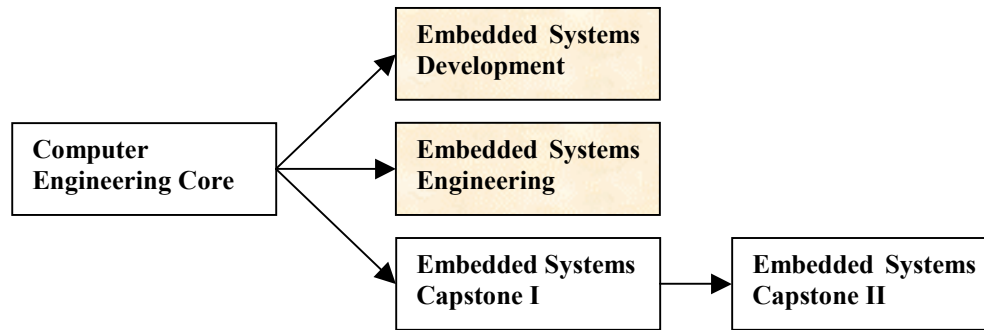 Embedded Systems
Development
Computer
Engineering Core
Embedded Systems
Engineering
Embedded Systems
Capstone I
Embedded Systems
Capstone II